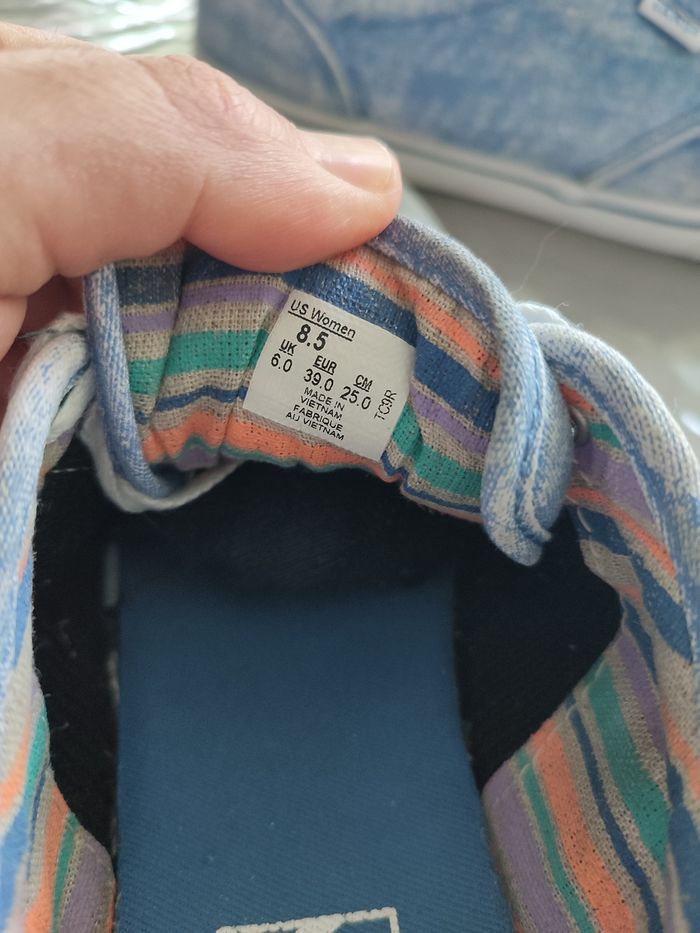 US Women
8.5
UK EUR CM
6.0 39.0 25.0
MADE IN
VIETNAM
FABRIQUE
AU VIETNAM
TC9R